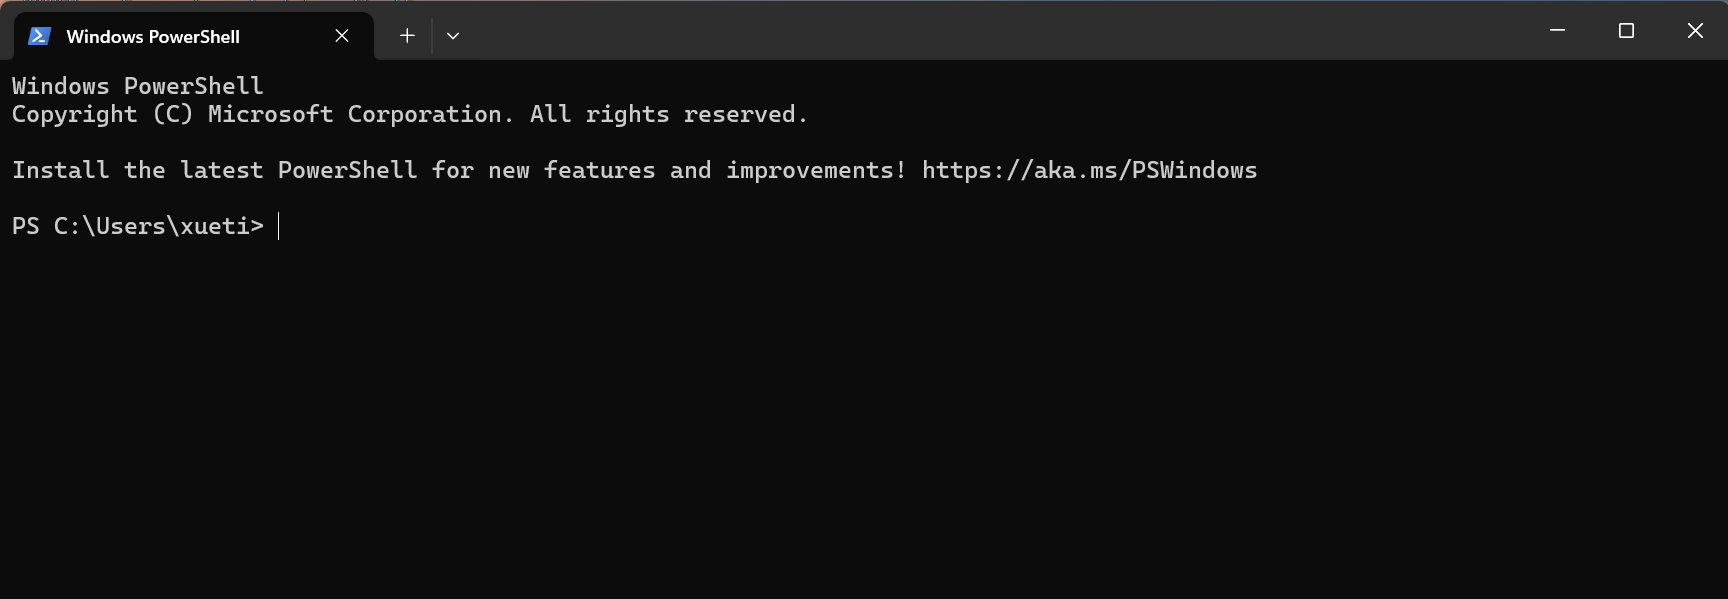 Windows PowerShell
Windows PowerShell
Copyright (C) Microsoft Corporation. All rights reserved.
Install the latest PowerShell for new features and improvements! https://aka.ms/PSWindows
PS C:\Users\xueti>